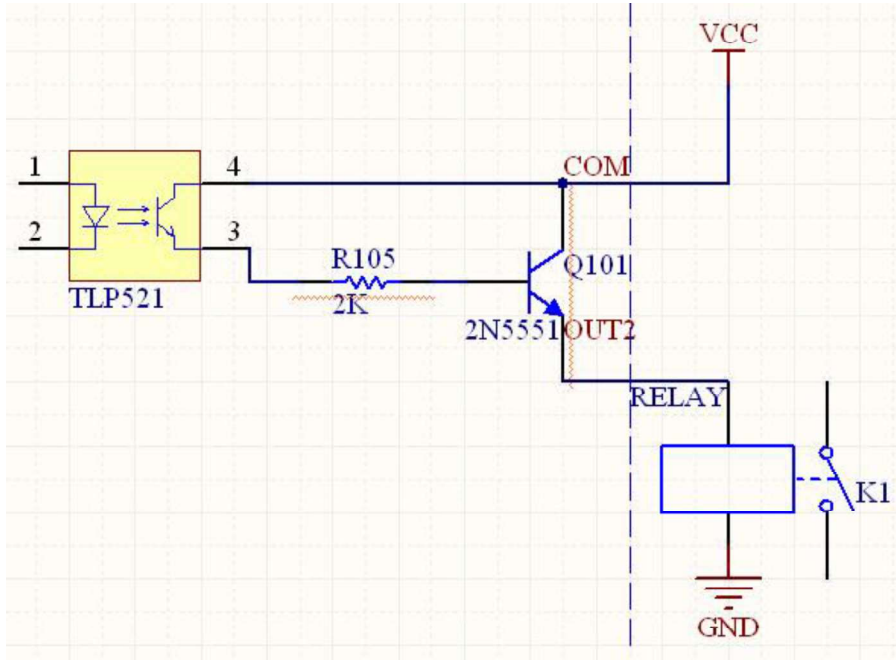 VCC
1
4
COM
2
3
R105
Q101
TLP521
2K
2N5551
OUT2
RELAY
K1
GND